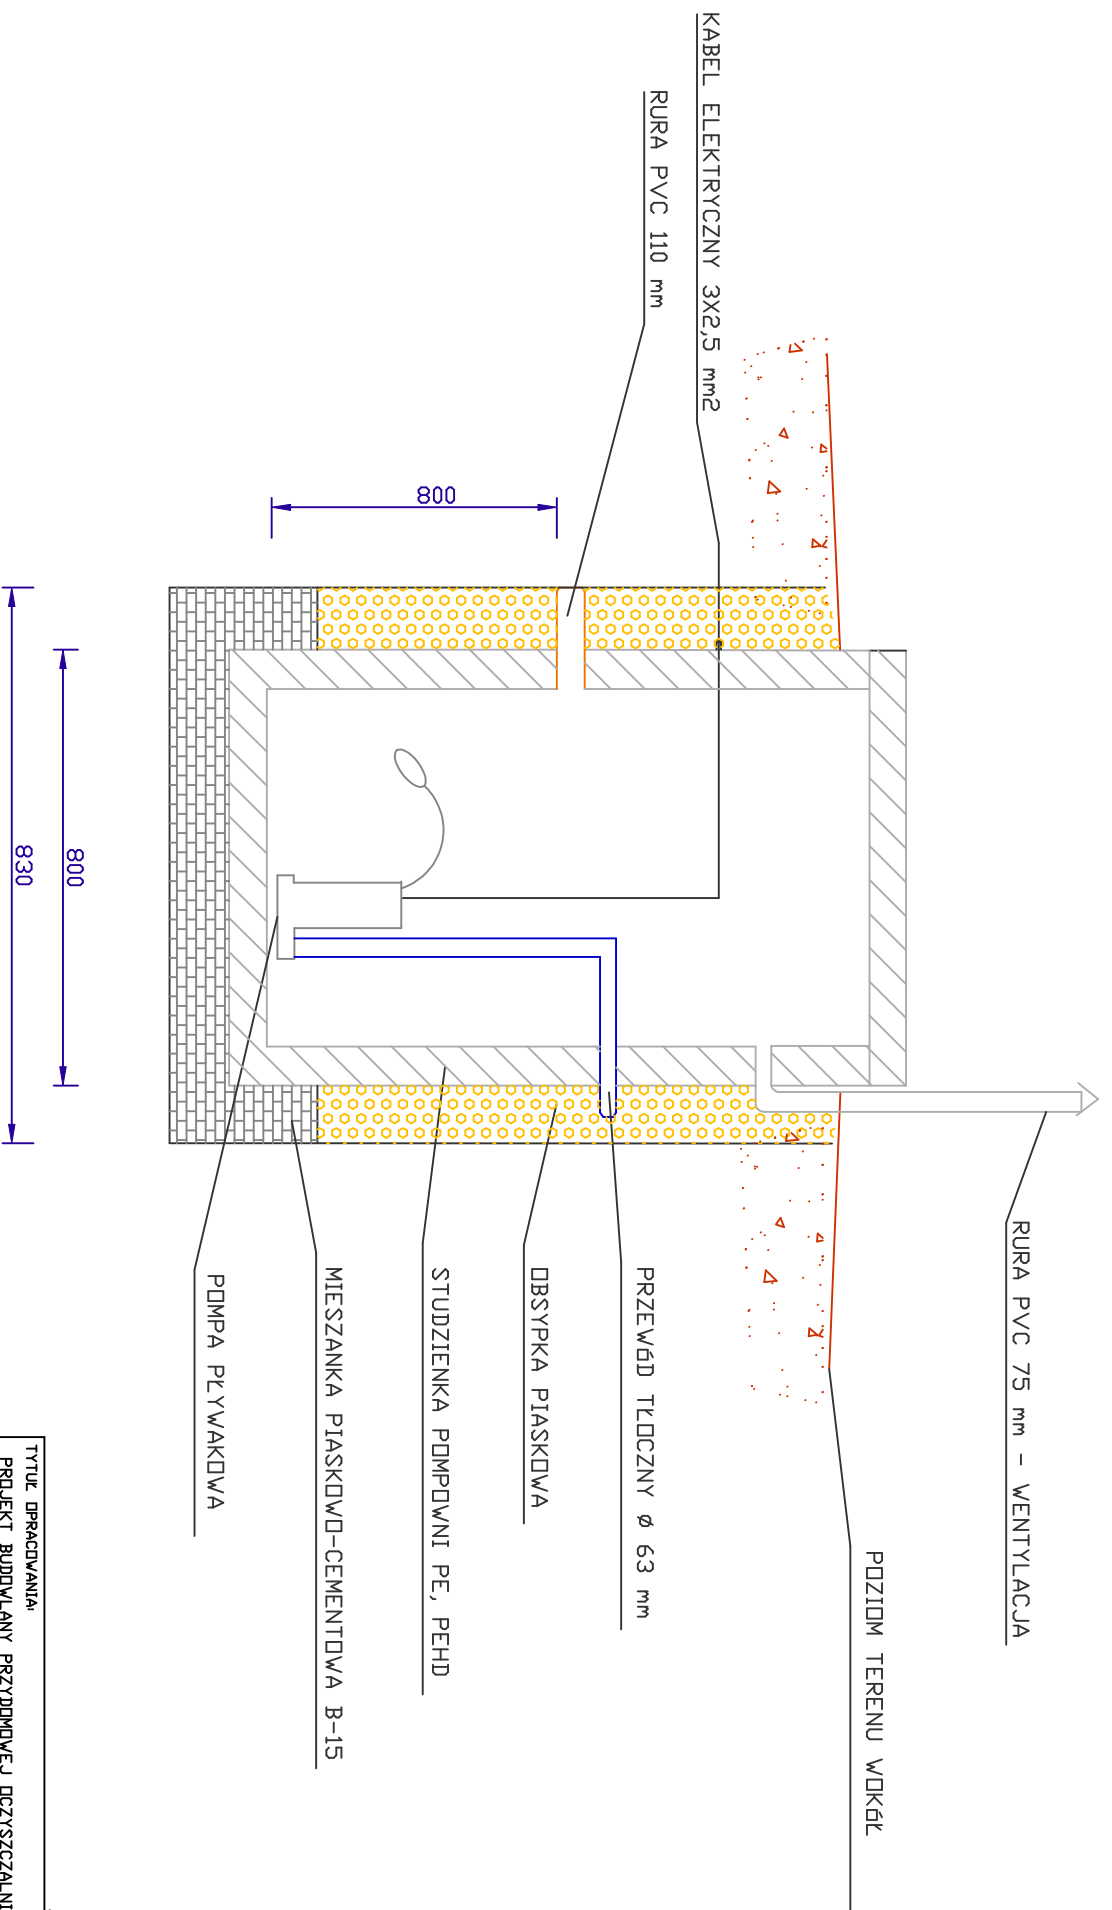 RURA PVC 75 mm - WENTYLACJA
POZIOM TERENU WOKÓŁ
KABEL ELEKTRYCZNY 3X2,5 mm2
RURA PVC 110 mm
PRZEWÓD TŁOCZNY ø 63 mm
OBSYPKA PIASKOWA
STUDZIENKA POMPOWNI PE, PEHD
MIESZANKA PIASKOWO-CEMENTOWA B-15
POMPA PŁYWAKOWA
800
800
830
TYTUŁ OPRACOWANIA:
PROJEKT BUDOWLANY PRZYDOMOWEJ OCZYSZCZALNI